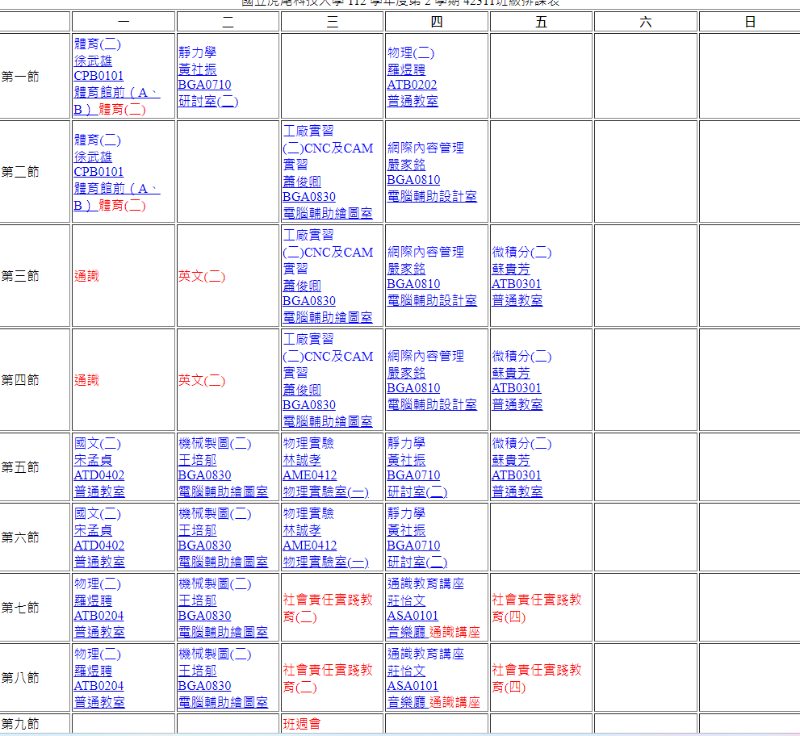 國立虎尾科技大學 112 學年度第 2 學期 42311班級排課表
一 二 三 四 五 六 日
第一節
體育(二)
徐武雄
CPB0101
體育館前（A、
B） 體育(二)
靜力學
黃社振
BGA0710
研討室(二)
物理(二)
羅煜聘
ATB0202
普通教室
第二節
體育(二)
徐武雄
CPB0101
體育館前（A、
B） 體育(二)
工廠實習
(二)CNC及CAM
實習
蕭俊卿
BGA0830
電腦輔助繪圖室
網際內容管理
嚴家銘
BGA0810
電腦輔助設計室
第三節
通識
英文(二)
工廠實習
(二)CNC及CAM
實習
蕭俊卿
BGA0830
電腦輔助繪圖室
網際內容管理
嚴家銘
BGA0810
電腦輔助設計室
微積分(二)
蘇貴芳
ATB0301
普通教室
第四節
通識
英文(二)
工廠實習
(二)CNC及CAM
實習
蕭俊卿
BGA0830
電腦輔助繪圖室
網際內容管理
嚴家銘
BGA0810
電腦輔助設計室
微積分(二)
蘇貴芳
ATB0301
普通教室
第五節
國文(二)
宋孟貞
ATD0402
普通教室
機械製圖(二)
王培郁
BGA0830
電腦輔助繪圖室
物理實驗
林誠孝
AME0412
物理實驗室(一)
靜力學
黃社振
BGA0710
研討室(二)
微積分(二)
蘇貴芳
ATB0301
普通教室
第六節
國文(二)
宋孟貞
ATD0402
普通教室
機械製圖(二)
王培郁
BGA0830
電腦輔助繪圖室
物理實驗
林誠孝
AME0412
物理實驗室(一)
靜力學
黃社振
BGA0710
研討室(二)
第七節
物理(二)
羅煜聘
ATB0204
普通教室
機械製圖(二)
王培郁
BGA0830
電腦輔助繪圖室
社會責任實踐教
育(二)
通識教育講座
莊怡文
ASA0101
音樂廳 通識講座
社會責任實踐教
育(四)
第八節
物理(二)
羅煜聘
ATB0204
普通教室
機械製圖(二)
王培郁
BGA0830
電腦輔助繪圖室
社會責任實踐教
育(二)
通識教育講座
莊怡文
ASA0101
音樂廳 通識講座
社會責任實踐教
育(四)
第九節
班週會